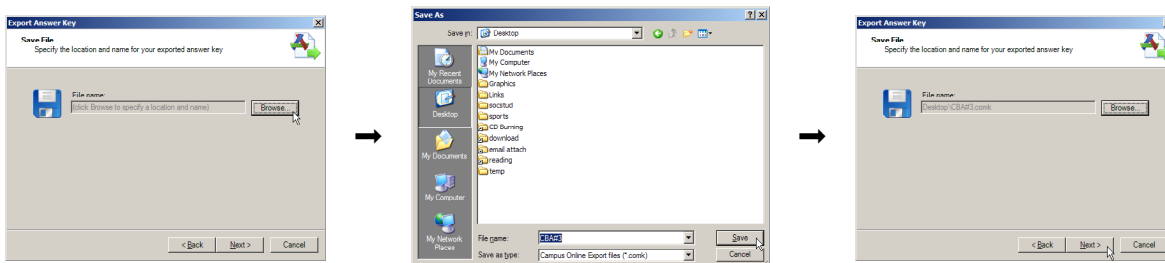 Export Answer Key
Save File
Specify the location and name for your exported answer key
File name:
(click Browse to specify a location and name)
Browse...
< Back
Next >
Cancel
Save As
Save in:
Desktop
My Recent
Documents
Desktop
My Documents
My Computer
My Network
Places
My Documents
My Computer
My Network Places
Graphics
Links
socstud
sports
CD Burning
download
email attach
reading
temp
File name:
CBA#3
Save
Save as type:
Campus Online Export files (*.comk)
Cancel
Export Answer Key
Save File
Specify the location and name for your exported answer key
File name:
Desktop\CBA#3.comk
Browse...
< Back
Next >
Cancel